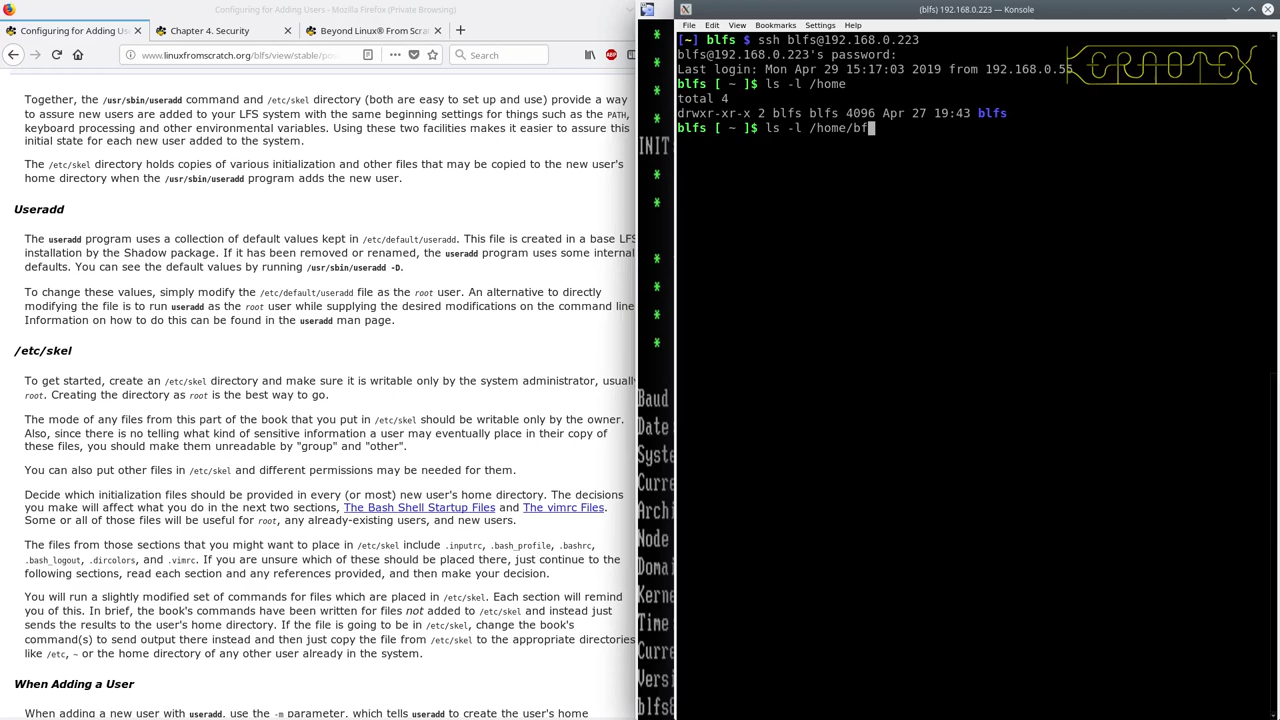 Configuring for Adding Users - Mozilla Firefox (Private Browsing)
Configuring for Adding Us
Chapter 4. Security
Beyond Linux® From Scra
www.linuxfromscratch.org/blfs/view/stable/pos
Search
Together, the /usr/sbin/useradd command and /etc/skel directory (both are easy to set up and use) provide a way
to assure new users are added to your LFS system with the same beginning settings for things such as the PATH,
keyboard processing and other environmental variables. Using these two facilities makes it easier to assure this
initial state for each new user added to the system.
The /etc/skel directory holds copies of various initialization and other files that may be copied to the new user's
home directory when the /usr/sbin/useradd program adds the new user.
Useradd
The useradd program uses a collection of default values kept in /etc/default/useradd. This file is created in a base LFS
installation by the Shadow package. If it has been removed or renamed, the useradd program uses some internal
defaults. You can see the default values by running /usr/sbin/useradd -D.
To change these values, simply modify the /etc/default/useradd file as the root user. An alternative to directly
modifying the file is to run useradd as the root user while supplying the desired modifications on the command line.
Information on how to do this can be found in the useradd man page.
/etc/skel
To get started, create an /etc/skel directory and make sure it is writable only by the system administrator, usually
root. Creating the directory as root is the best way to go.
The mode of any files from this part of the book that you put in /etc/skel should be writable only by the owner.
Also, since there is no telling what kind of sensitive information a user may eventually place in their copy of
these files, you should make them unreadable by "group" and "other".
You can also put other files in /etc/skel and different permissions may be needed for them.
Decide which initialization files should be provided in every (or most) new user's home directory. The decisions
you make will affect what you do in the next two sections, The Bash Shell Startup Files and The vimrc Files.
Some or all of those files will be useful for root, any already-existing users, and new users.
The files from those sections that you might want to place in /etc/skel include .inputrc, .bash_profile, .bashrc,
.bash_logout, .dircolors, and .vimrc. If you are unsure which of these should be placed there, just continue to the
following sections, read each section and any references provided, and then make your decision.
You will run a slightly modified set of commands for files which are placed in /etc/skel. Each section will remind
you of this. In brief, the book's commands have been written for files not added to /etc/skel and instead just
sends the results to the user's home directory. If the file is going to be in /etc/skel, change the book's
command(s) to send output there instead and then just copy the file from /etc/skel to the appropriate directories,
like /etc, ~ or the home directory of any other user already in the system.
When Adding a User
When adding a new user with useradd, use the -m parameter, which tells useradd to create the user's home
*
*
*
*
INIT
*
*
*
*
*
*
Baud
Date
Syste
Curre
Archi
Node
Domai
Kerne
Time
Curre
Versi
blfs@
(blfs) 192.168.0.223 — Konsole
File Edit View Bookmarks Settings Help
[~] blfs $ ssh blfs@192.168.0.223
blfs@192.168.0.223's password:
Last login: Mon Apr 29 15:17:03 2019 from 192.168.0.55
blfs [ ~ ]$ ls -l /home
total 4
drwxr-xr-x 2 blfs blfs 4096 Apr 27 19:43 blfs
blfs [ ~ ]$ ls -l /home/bf